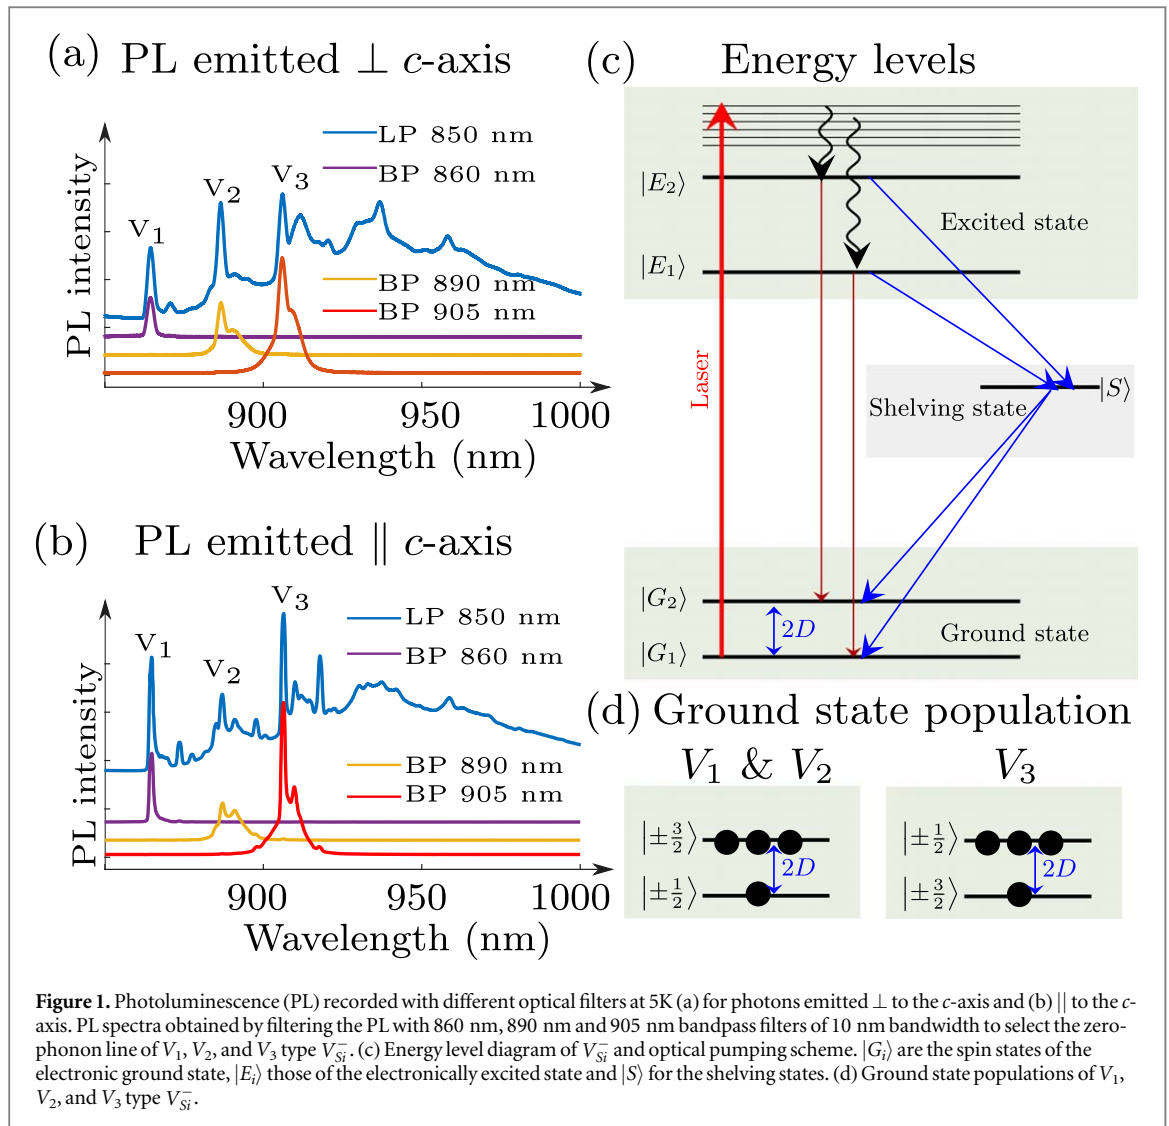 (a) PL emitted ⊥ c-axis
PL intensity
V1
V2
V3
LP 850 nm
BP 860 nm
BP 890 nm
BP 905 nm
900 950 1000
Wavelength (nm)
(b) PL emitted ∥ c-axis
PL intensity
V1
V2
V3
LP 850 nm
BP 860 nm
BP 890 nm
BP 905 nm
900 950 1000
Wavelength (nm)
(c) Energy levels
|E2⟩
Excited state
|E1⟩
Laser
|S⟩
Shelving state
|G2⟩
2D
Ground state
|G1⟩
(d) Ground state population
V1 & V2
|±3/2⟩
2D
|±1/2⟩
V3
|±1/2⟩
2D
|±3/2⟩
Figure 1. Photoluminescence (PL) recorded with different optical filters at 5K (a) for photons emitted ⊥ to the c-axis and (b) || to the c-
axis. PL spectra obtained by filtering the PL with 860 nm, 890 nm and 905 nm bandpass filters of 10 nm bandwidth to select the zero-
phonon line of V1, V2, and V3 type V_Si^−. (c) Energy level diagram of V_Si^− and optical pumping scheme. |Gi⟩ are the spin states of the
electronic ground state, |Ei⟩ those of the electronically excited state and |S⟩ for the shelving states. (d) Ground state populations of V1,
V2, and V3 type V_Si^−.